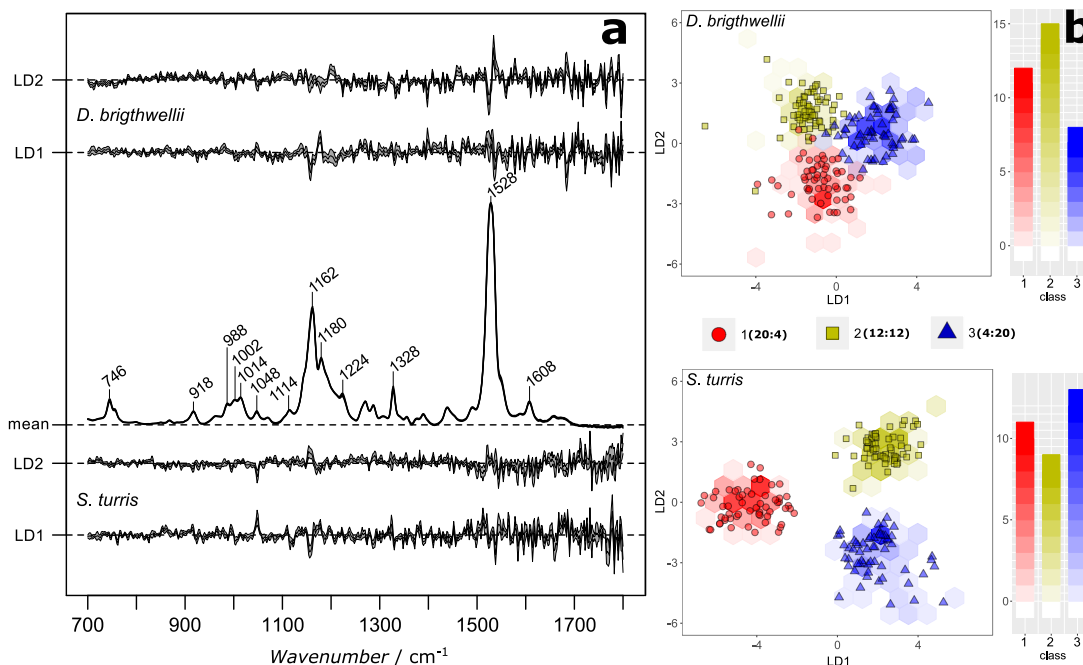 a
LD2
D. brigthwellii
LD1
1528
1162
1180
988
1002
1014
1048
1114
1224
1328
746
918
1608
mean
LD2
S. turris
LD1
700 900 1100 1300 1500 1700
Wavenumber / cm⁻¹
b
D. brigthwellii
6
3
0
-3
-6
LD2
-4 0 4
LD1
15
10
5
0
1 2 3
class
1(20:4) 2(12:12) 3(4:20)
S. turris
6
3
0
-3
-6
LD2
-4 0 4
LD1
10
5
0
1 2 3
class